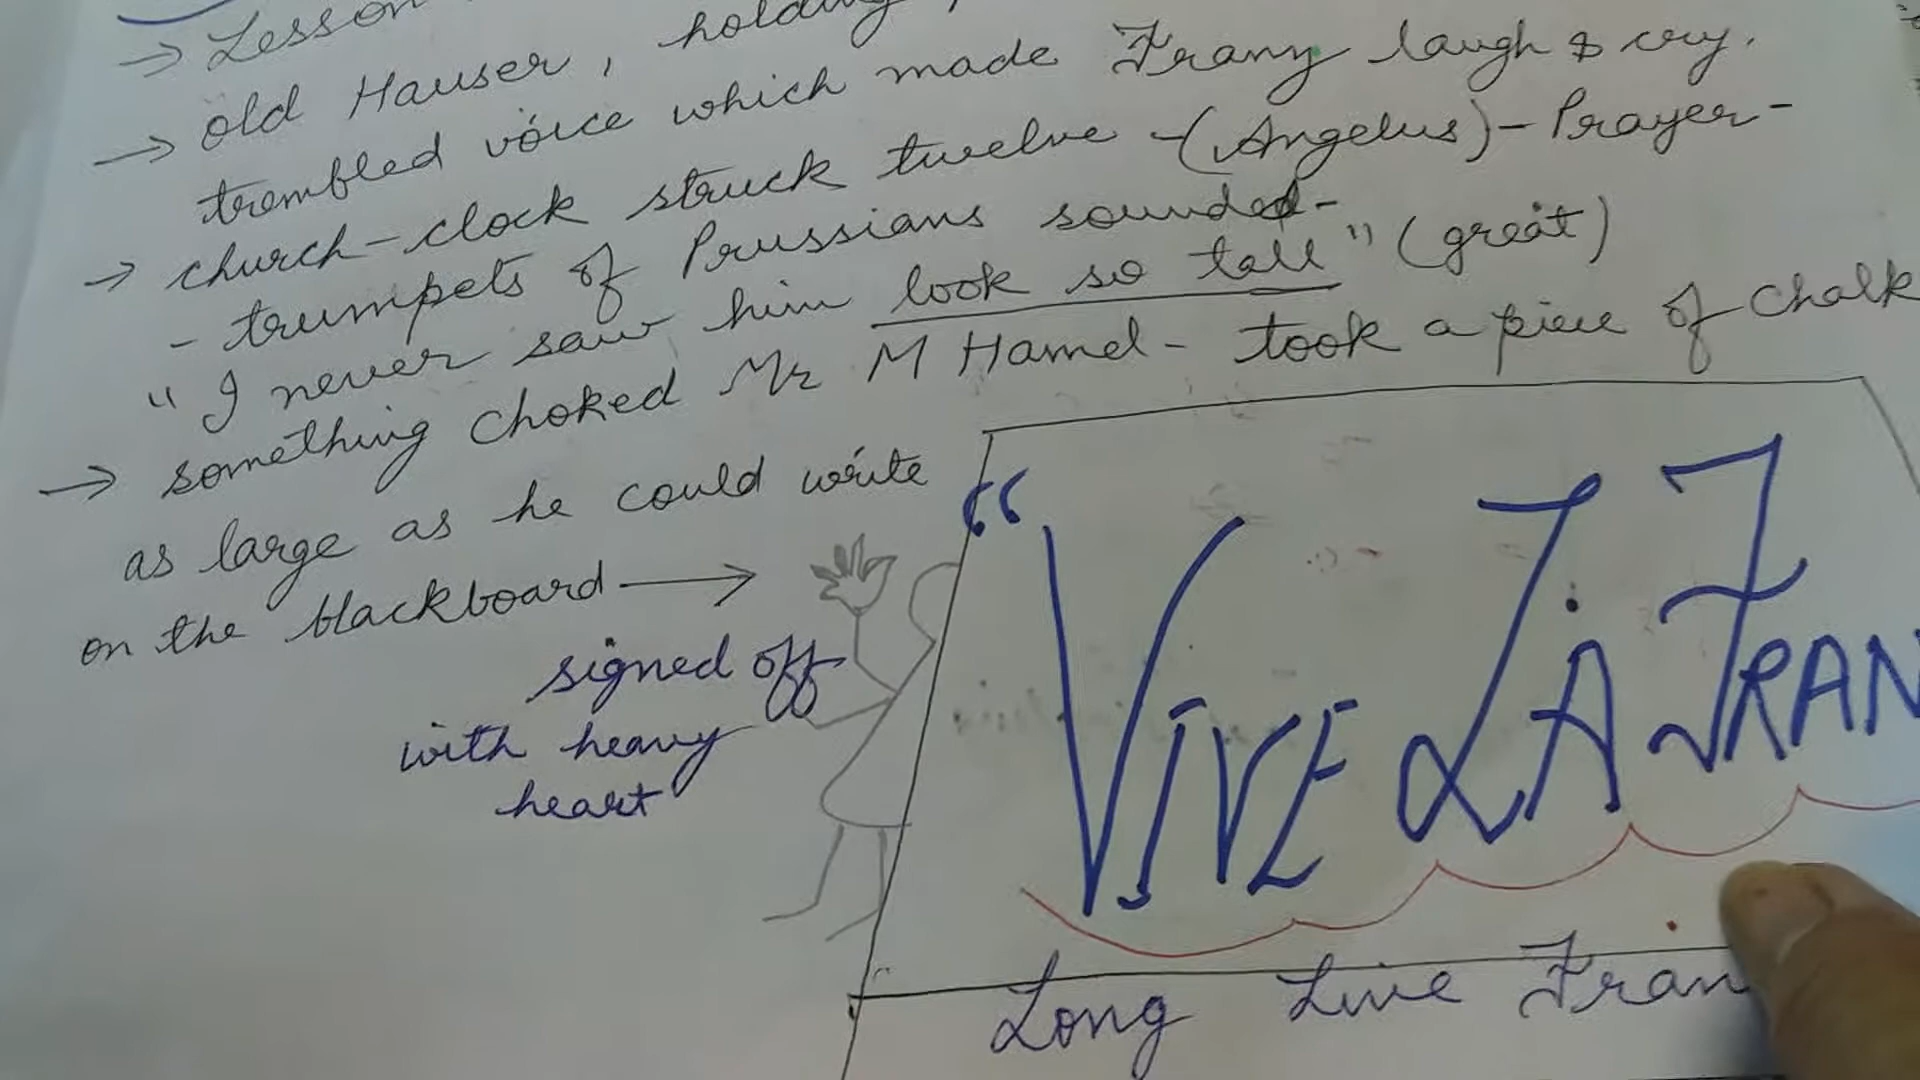 → Lesson
→ old Hauser, holding
trembled voice which made Franz laugh & cry.
→ church-clock struck twelve -(Angelus)- Prayer-
- trumpets of Prussians sounded-
"I never saw him look so tall" (great)
→ something choked Mr M Hamel- took a piece of chalk
as large as he could write
on the blackboard →
signed off
with heavy
heart
"VIVE LA FRAN
Long Live Fran